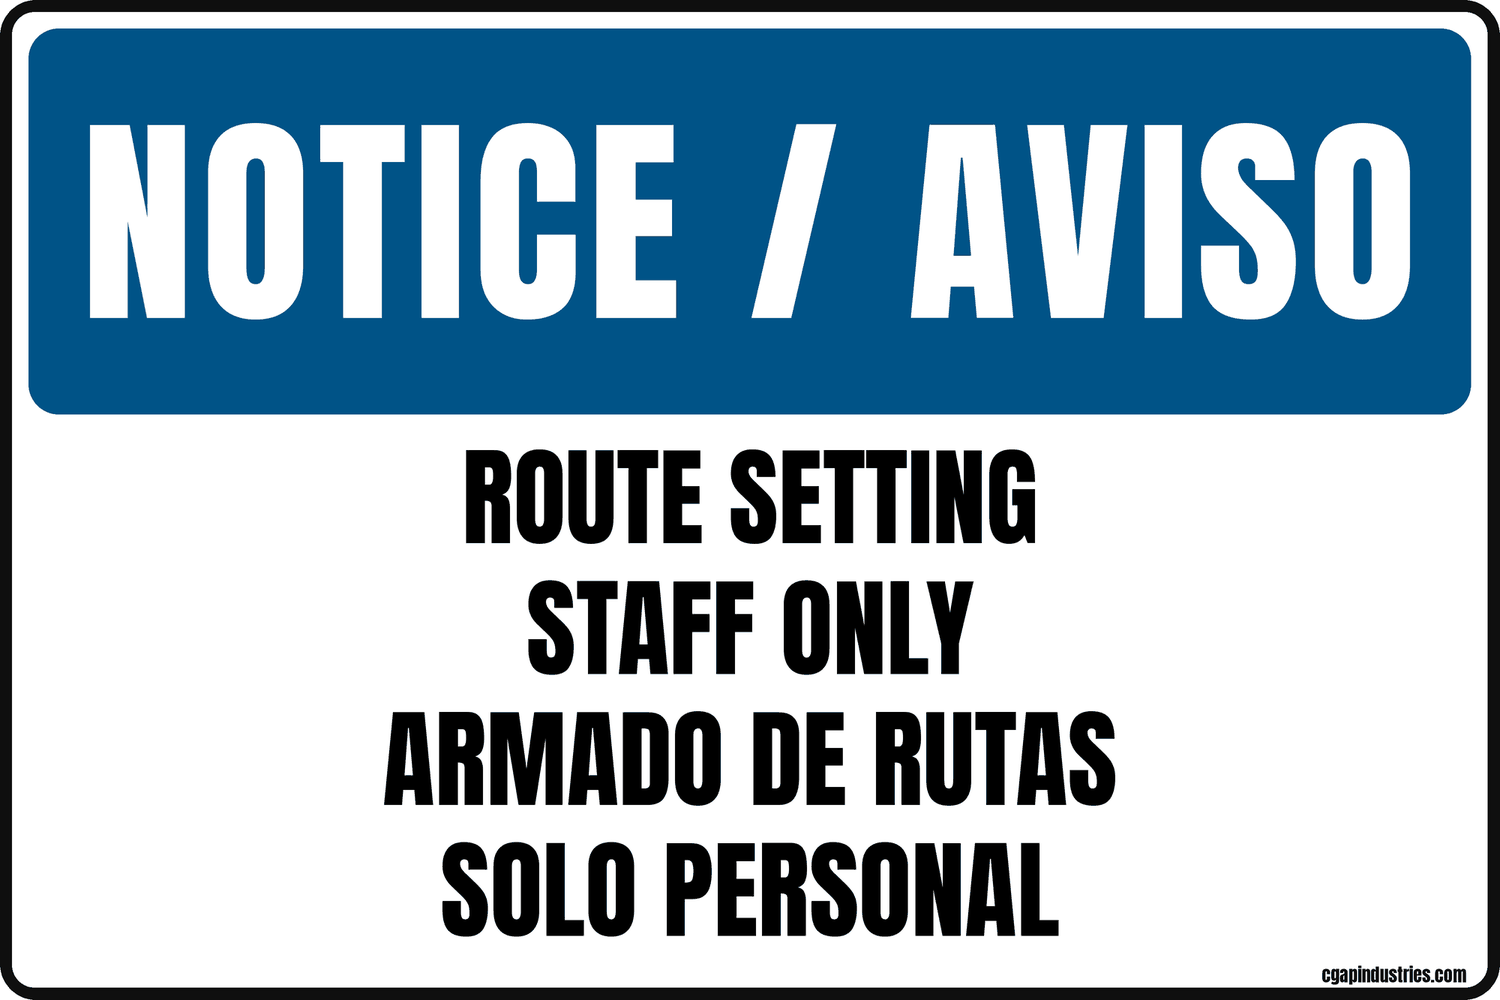 NOTICE / AVISO
ROUTE SETTING
STAFF ONLY
ARMADO DE RUTAS
SOLO PERSONAL
cgapindustries.com